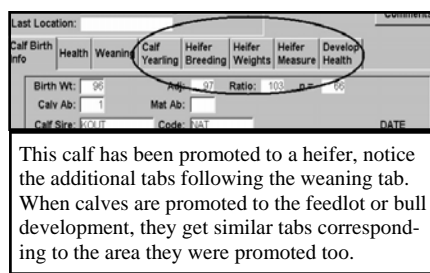 Last Location:
Comments
Calf Birth Info Health Weaning Calf Yearling Heifer Breeding Heifer Weights Heifer Measure Develop Health
Birth Wt: 96 Adj: 97 Ratio: 103 n = 66
Calv Ab: 1 Mat Ab:
Calf Sire: KOUT Code: NAT DATE
This calf has been promoted to a heifer, notice
the additional tabs following the weaning tab.
When calves are promoted to the feedlot or bull
development, they get similar tabs correspond-
ing to the area they were promoted too.